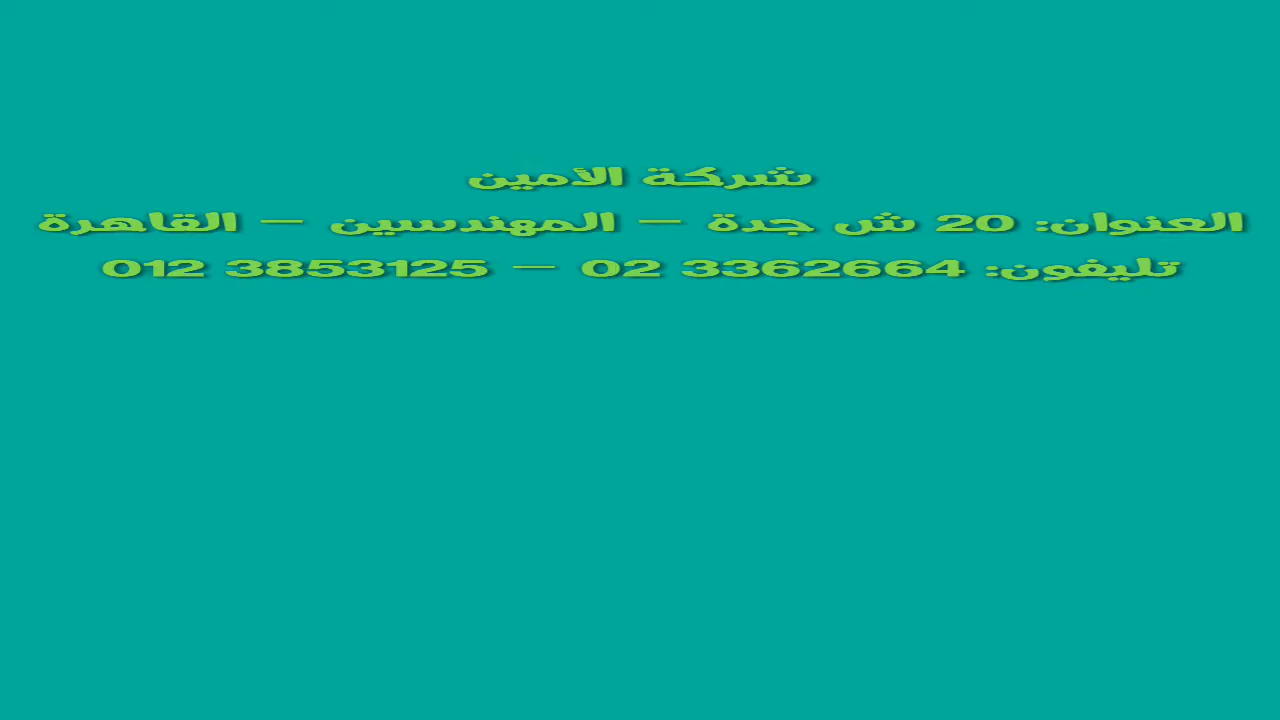 شركة الأمين
العنوان: 20 ش جدة – المهندسين – القاهرة
تليفون: 3362664 02 – 3853125 012